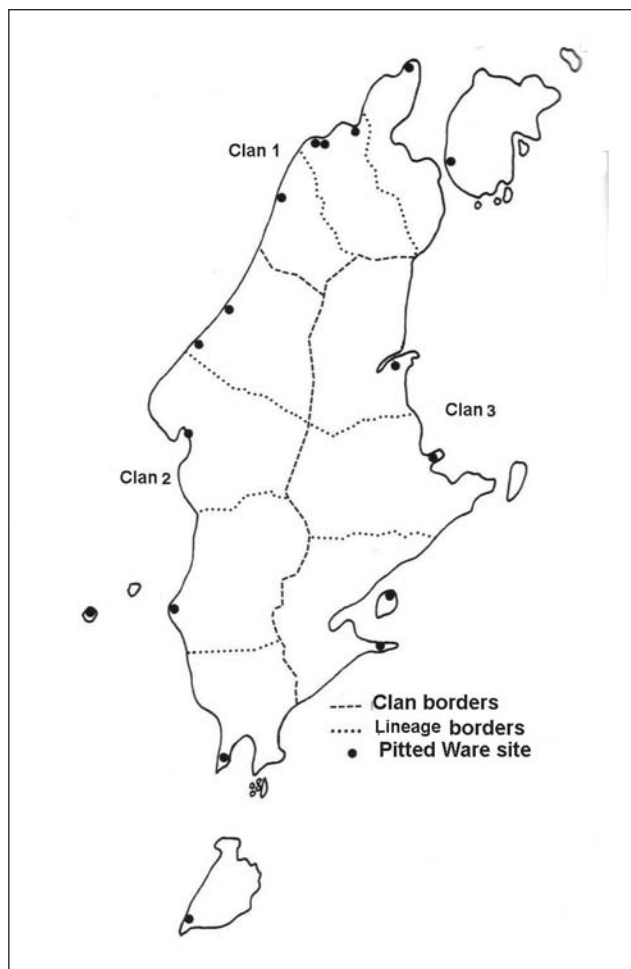 Clan 1
Clan 3
Clan 2
Clan borders
Lineage borders
Pitted Ware site